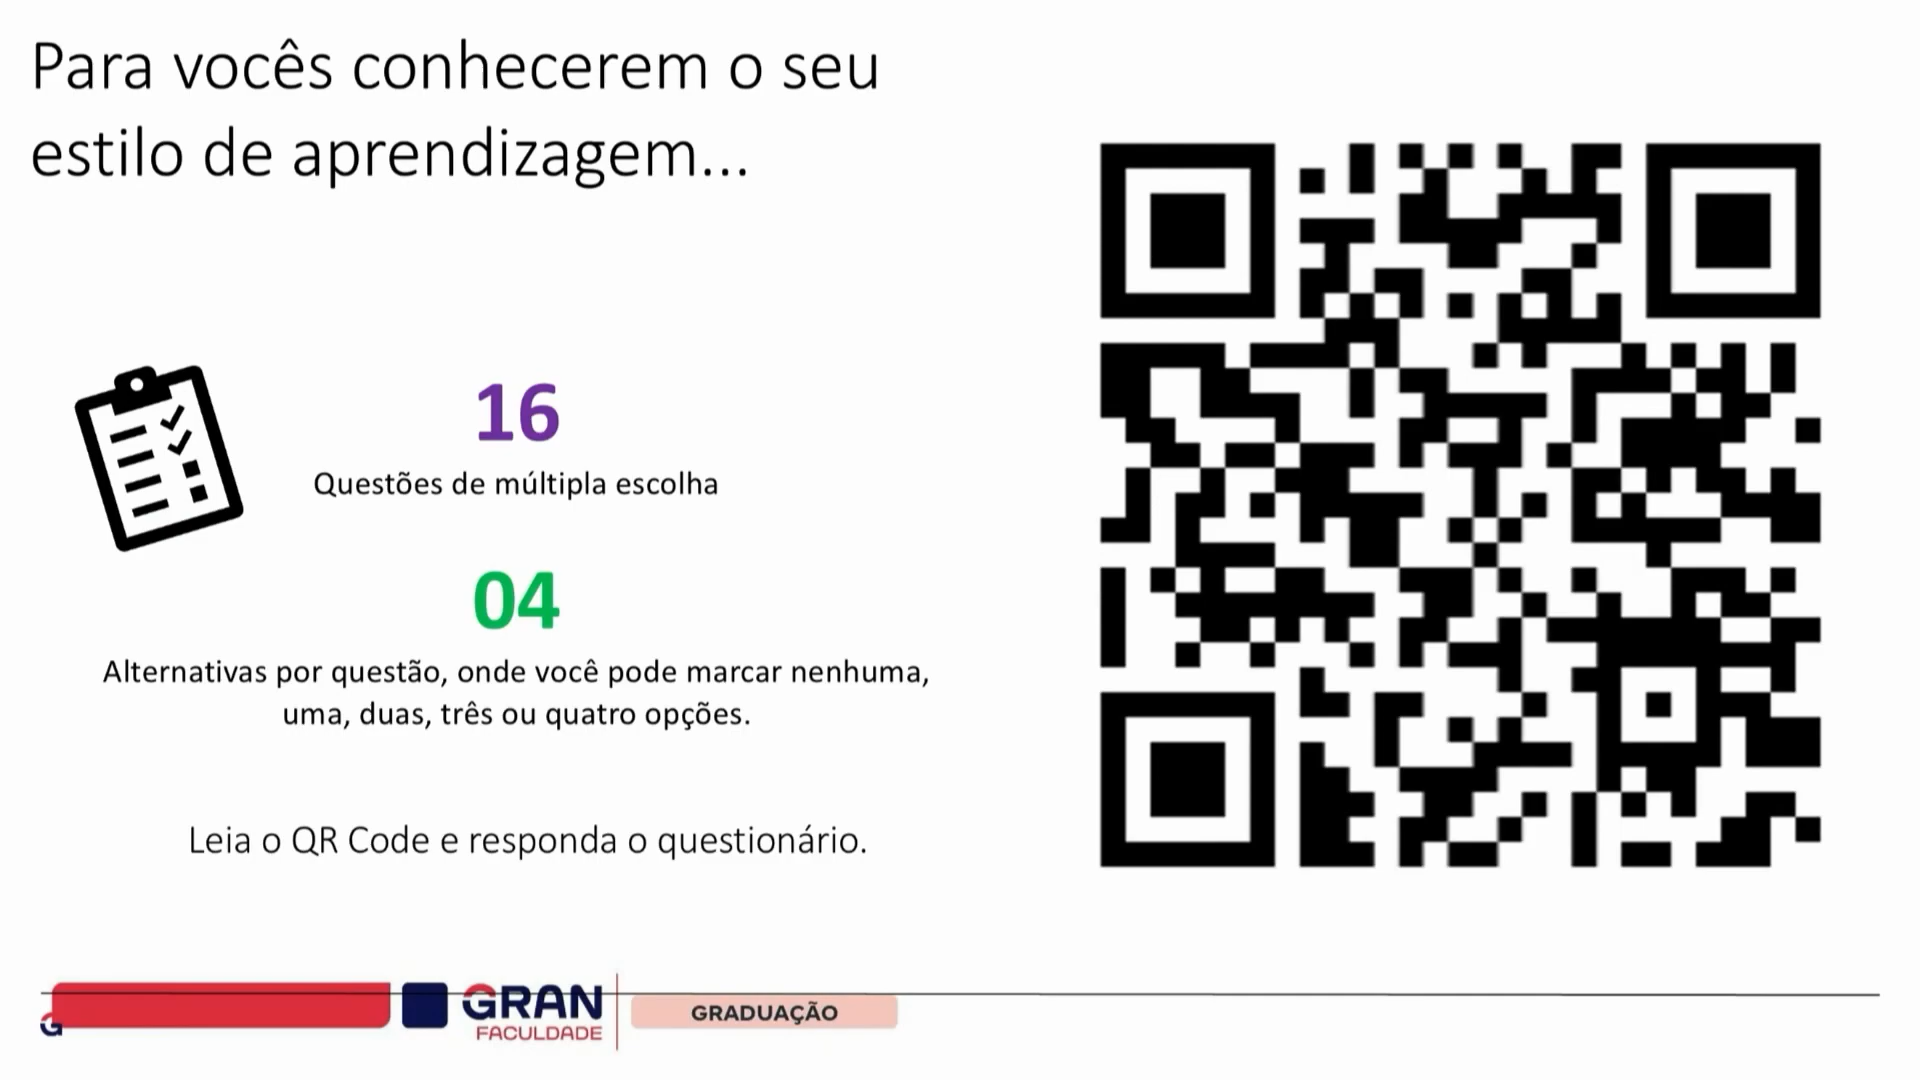 Para vocês conhecerem o seu
estilo de aprendizagem...
16
Questões de múltipla escolha
04
Alternativas por questão, onde você pode marcar nenhuma,
uma, duas, três ou quatro opções.
Leia o QR Code e responda o questionário.
G
GRAN
FACULDADE
GRADUAÇÃO